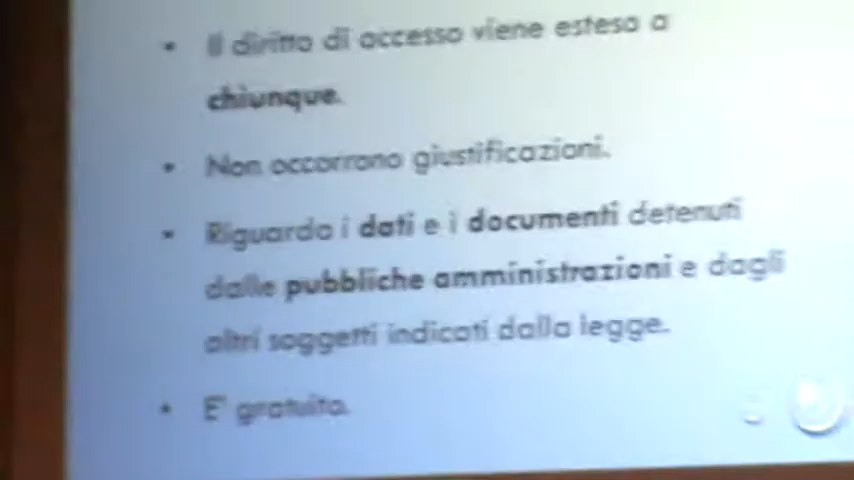 • Il diritto di accesso viene esteso a
chiunque.
• Non occorrono giustificazioni.
• Riguarda i dati e i documenti detenuti
dalle pubbliche amministrazioni e dagli
altri soggetti indicati dalla legge.
• E' gratuito.